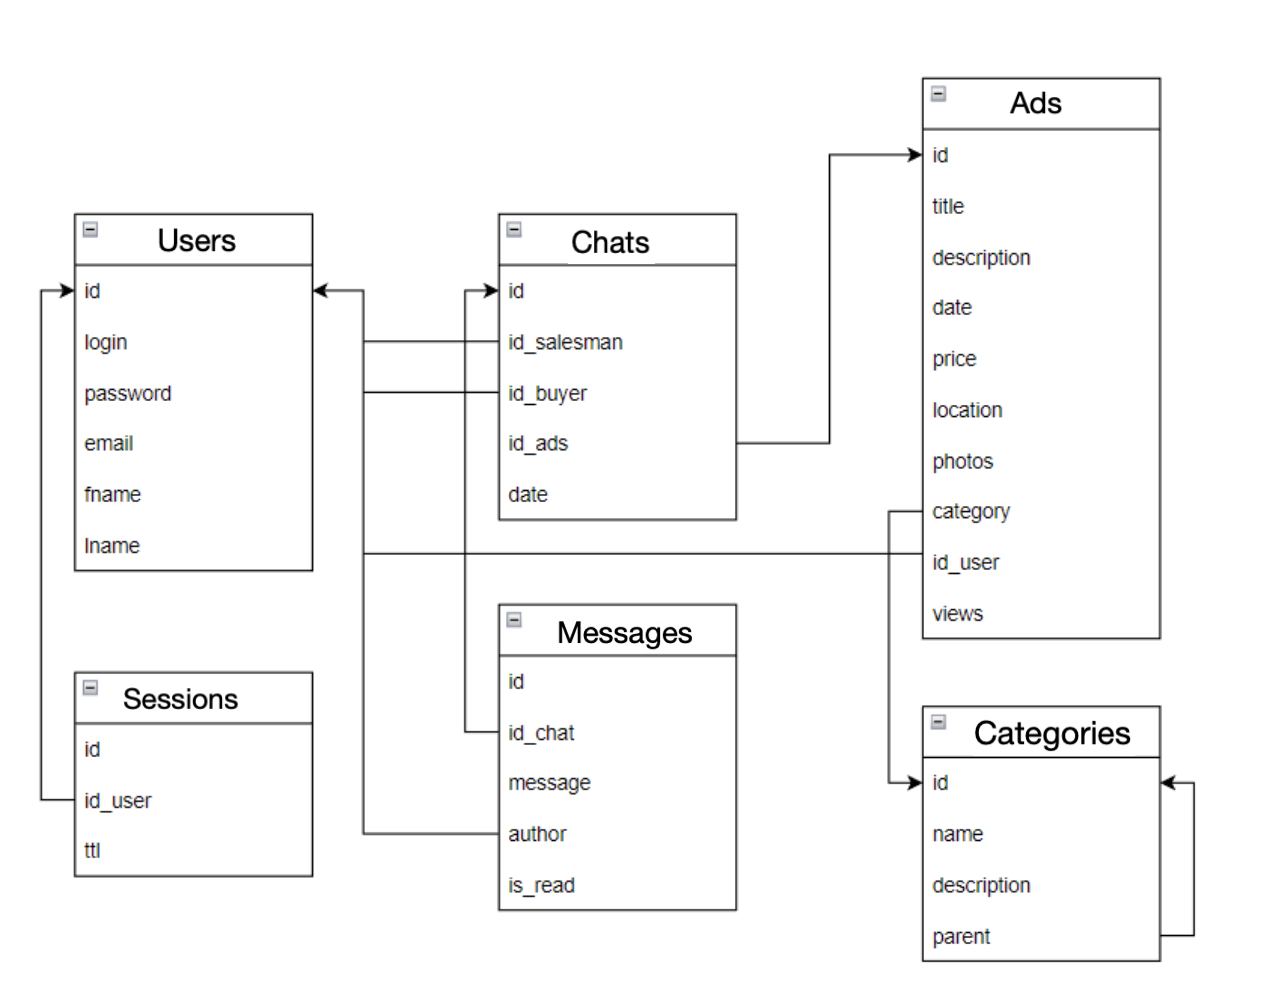 Users
id
login
password
email
fname
lname
Sessions
id
id_user
ttl
Chats
id
id_salesman
id_buyer
id_ads
date
Messages
id
id_chat
message
author
is_read
Ads
id
title
description
date
price
location
photos
category
id_user
views
Categories
id
name
description
parent